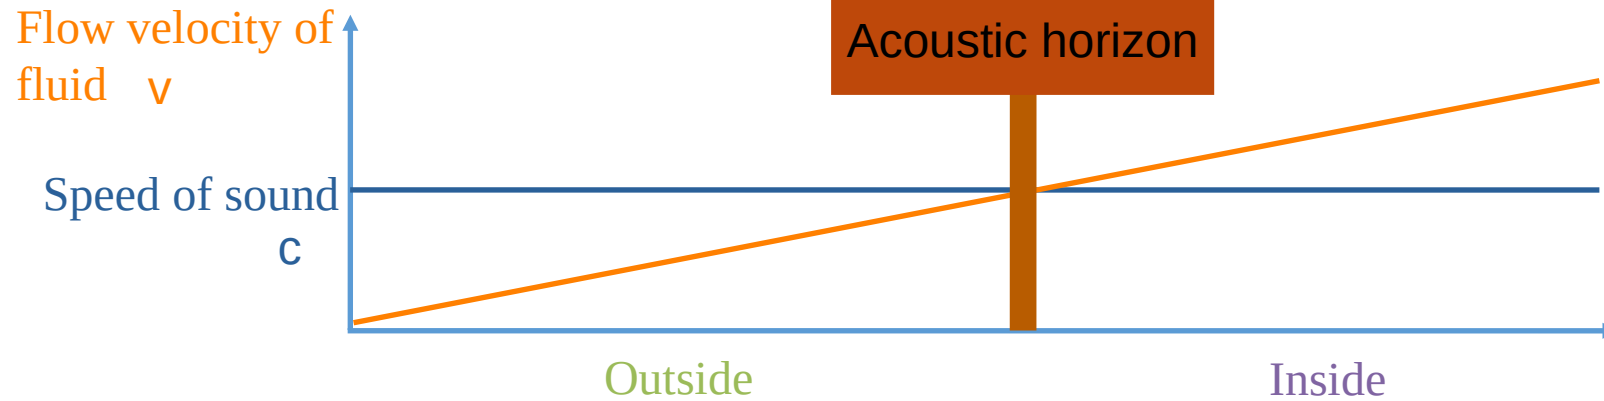 Flow velocity of
fluid v
Acoustic horizon
Speed of sound
c
Outside
Inside